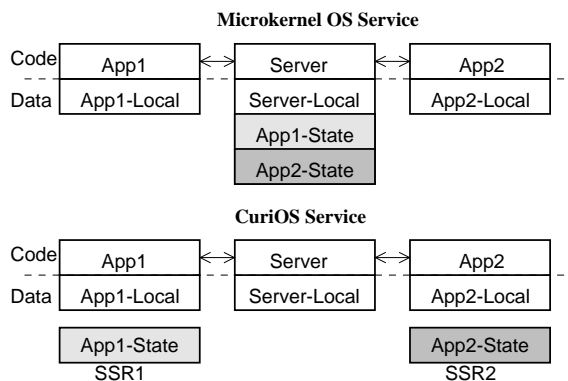 Microkernel OS Service
Code App1 Server App2
Data App1-Local Server-Local App2-Local
App1-State
App2-State
CuriOS Service
Code App1 Server App2
Data App1-Local Server-Local App2-Local
App1-State App2-State
SSR1 SSR2